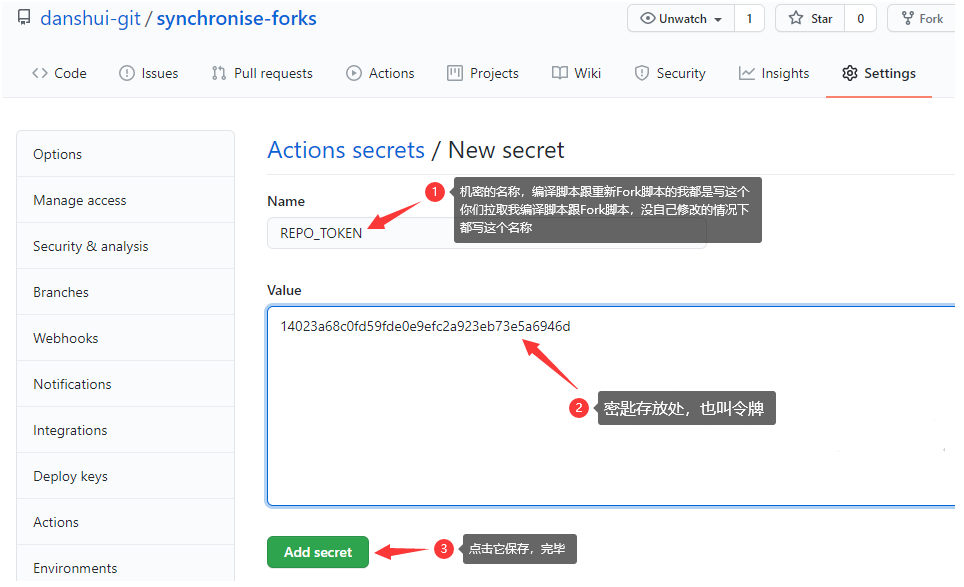 danshui-git / synchronise-forks
Unwatch 1 Star 0 Fork
Code Issues Pull requests Actions Projects Wiki Security Insights Settings
Options
Manage access
Security & analysis
Branches
Webhooks
Notifications
Integrations
Deploy keys
Actions
Environments
Actions secrets / New secret
Name
REPO_TOKEN
1
机密的名称，编译脚本跟重新Fork脚本的我都是写这个
你们拉取我编译脚本跟Fork脚本，没自己修改的情况下
都写这个名称
Value
14023a68c0fd59fde0e9efc2a923eb73e5a6946d
2 密匙存放处，也叫令牌
Add secret
3 点击它保存，完毕